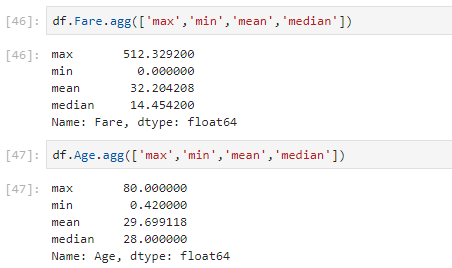 [46]: df.Fare.agg(['max','min','mean','median'])
[46]: max 512.329200
min 0.000000
mean 32.204208
median 14.454200
Name: Fare, dtype: float64
[47]: df.Age.agg(['max','min','mean','median'])
[47]: max 80.000000
min 0.420000
mean 29.699118
median 28.000000
Name: Age, dtype: float64